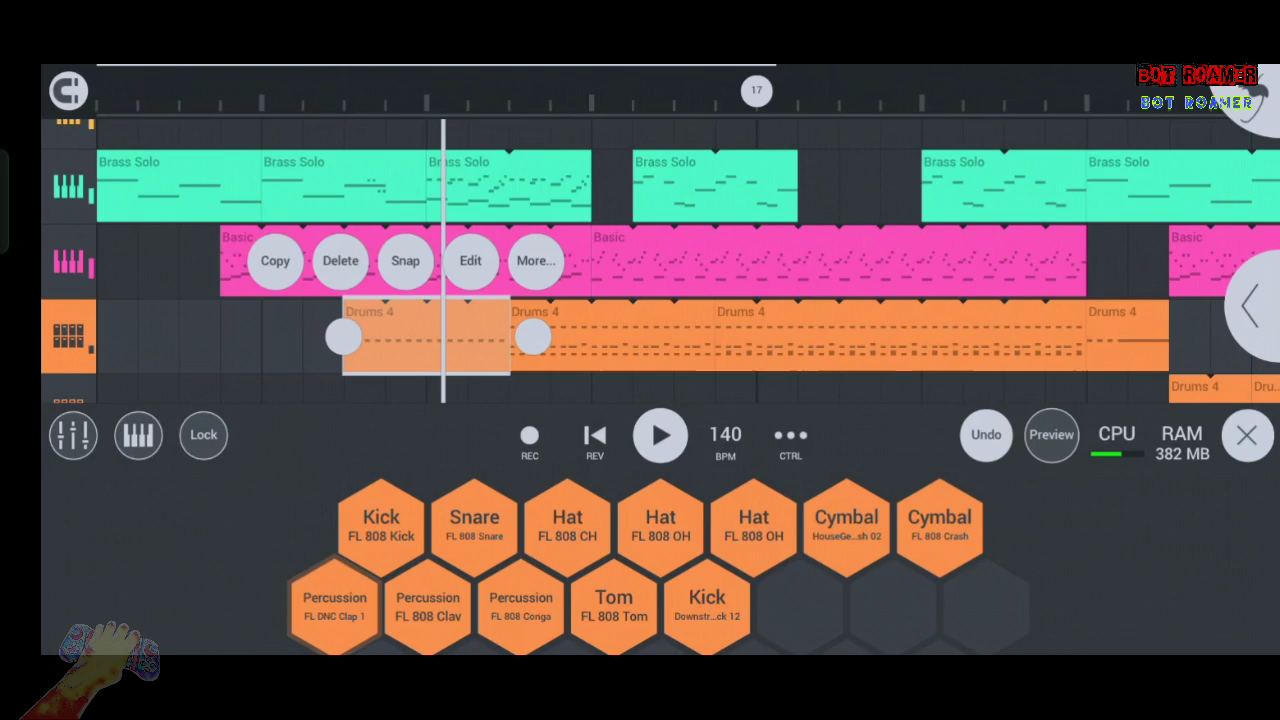 BOT ROAMER
17
BOT ROAMER
Brass Solo
Brass Solo
Brass Solo
Brass Solo
Brass Solo
Brass Solo
Basic
Basic
Basic
Copy
Delete
Snap
Edit
More...
Drums 4
Drums 4
Drums 4
Drums 4
Drums 4
Dru...
Lock
REC
REV
140
BPM
CTRL
Undo
Preview
CPU
RAM
382 MB
Kick
FL 808 Kick
Snare
FL 808 Snare
Hat
FL 808 CH
Hat
FL 808 OH
Hat
FL 808 OH
Cymbal
HouseGe...sh 02
Cymbal
FL 808 Crash
Percussion
FL DNC Clap 1
Percussion
FL 808 Clav
Percussion
FL 808 Conga
Tom
FL 808 Tom
Kick
Downstr...ck 12